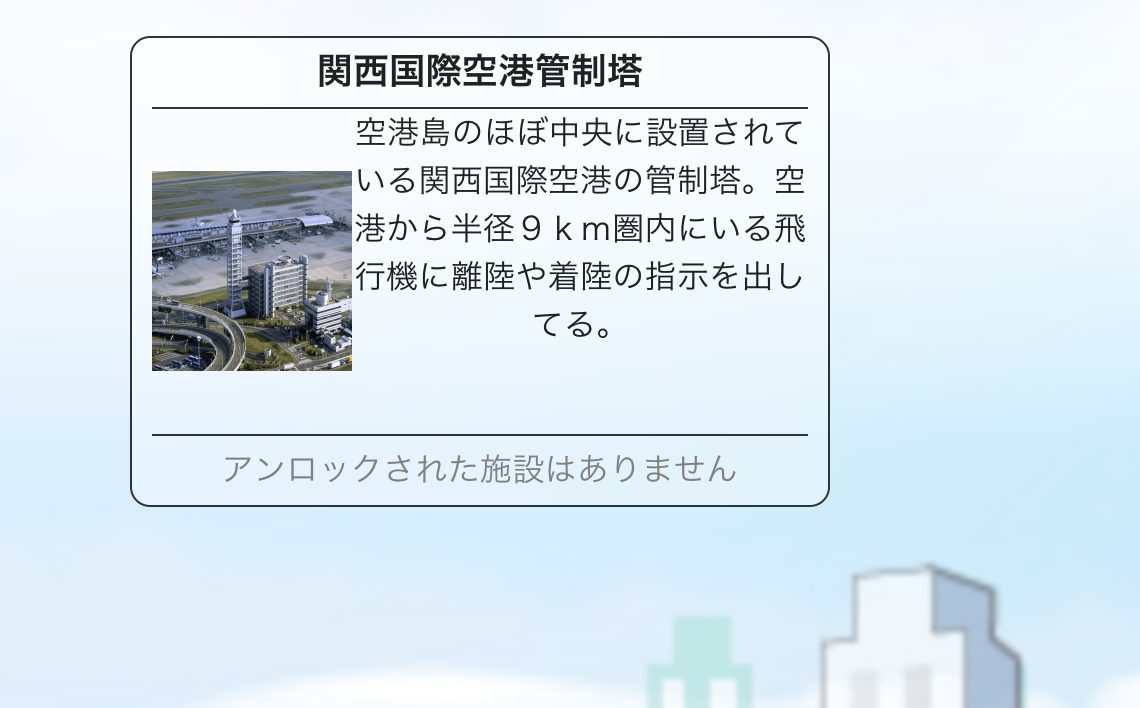 関西国際空港管制塔
空港島のほぼ中央に設置されて
いる関西国際空港の管制塔。空
港から半径９ｋｍ圏内にいる飛
行機に離陸や着陸の指示を出し
てる。
アンロックされた施設はありません